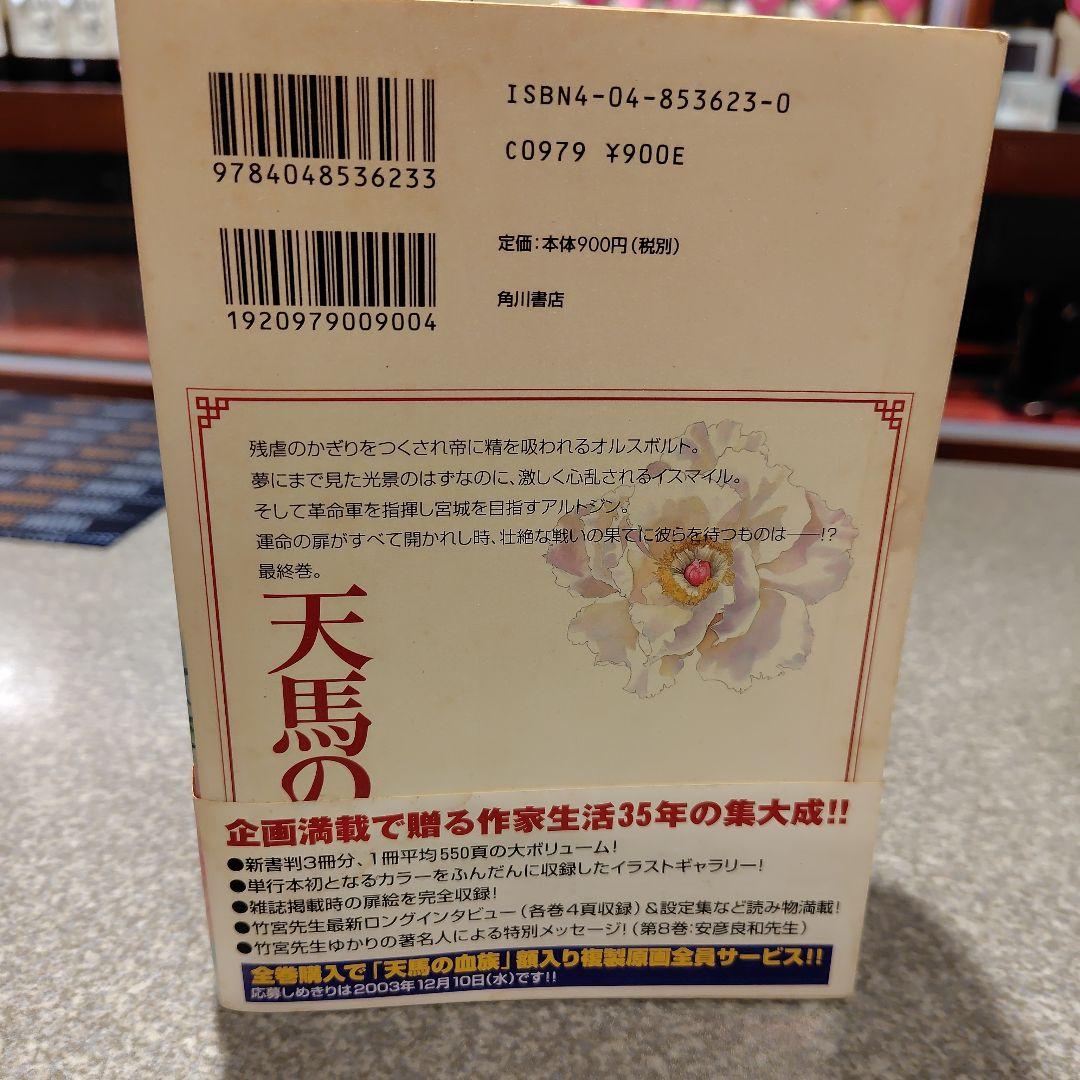 ISBN4-04-853623-0
C0979 ¥900E
9784048536233
定価：本体900円（税別）
1920979009004
角川書店
残虐のかぎりをつくされ帝に精を吸われるオルスボルト。
夢にまで見た光景のはずなのに、激しく心乱されるイスマイル。
そして革命軍を指揮し宮城を目指すアルトジン。
運命の扉がすべて開かれし時、壮絶な戦いの果てに彼らを待つものは——!?
最終巻。
天馬の
企画満載で贈る作家生活35年の集大成!!
●新書判3冊分、1冊平均550頁の大ボリューム!
●単行本初となるカラーをふんだんに収録したイラストギャラリー!
●雑誌掲載時の扉絵を完全収録!
●竹宮先生最新ロングインタビュー（各巻4頁収録）＆設定集など読み物満載!
●竹宮先生ゆかりの著名人による特別メッセージ!（第8巻：安彦良和先生）
全巻購入で「天馬の血族」額入り複製原画全員サービス!!
応募しめきりは2003年12月10日（水）です!!